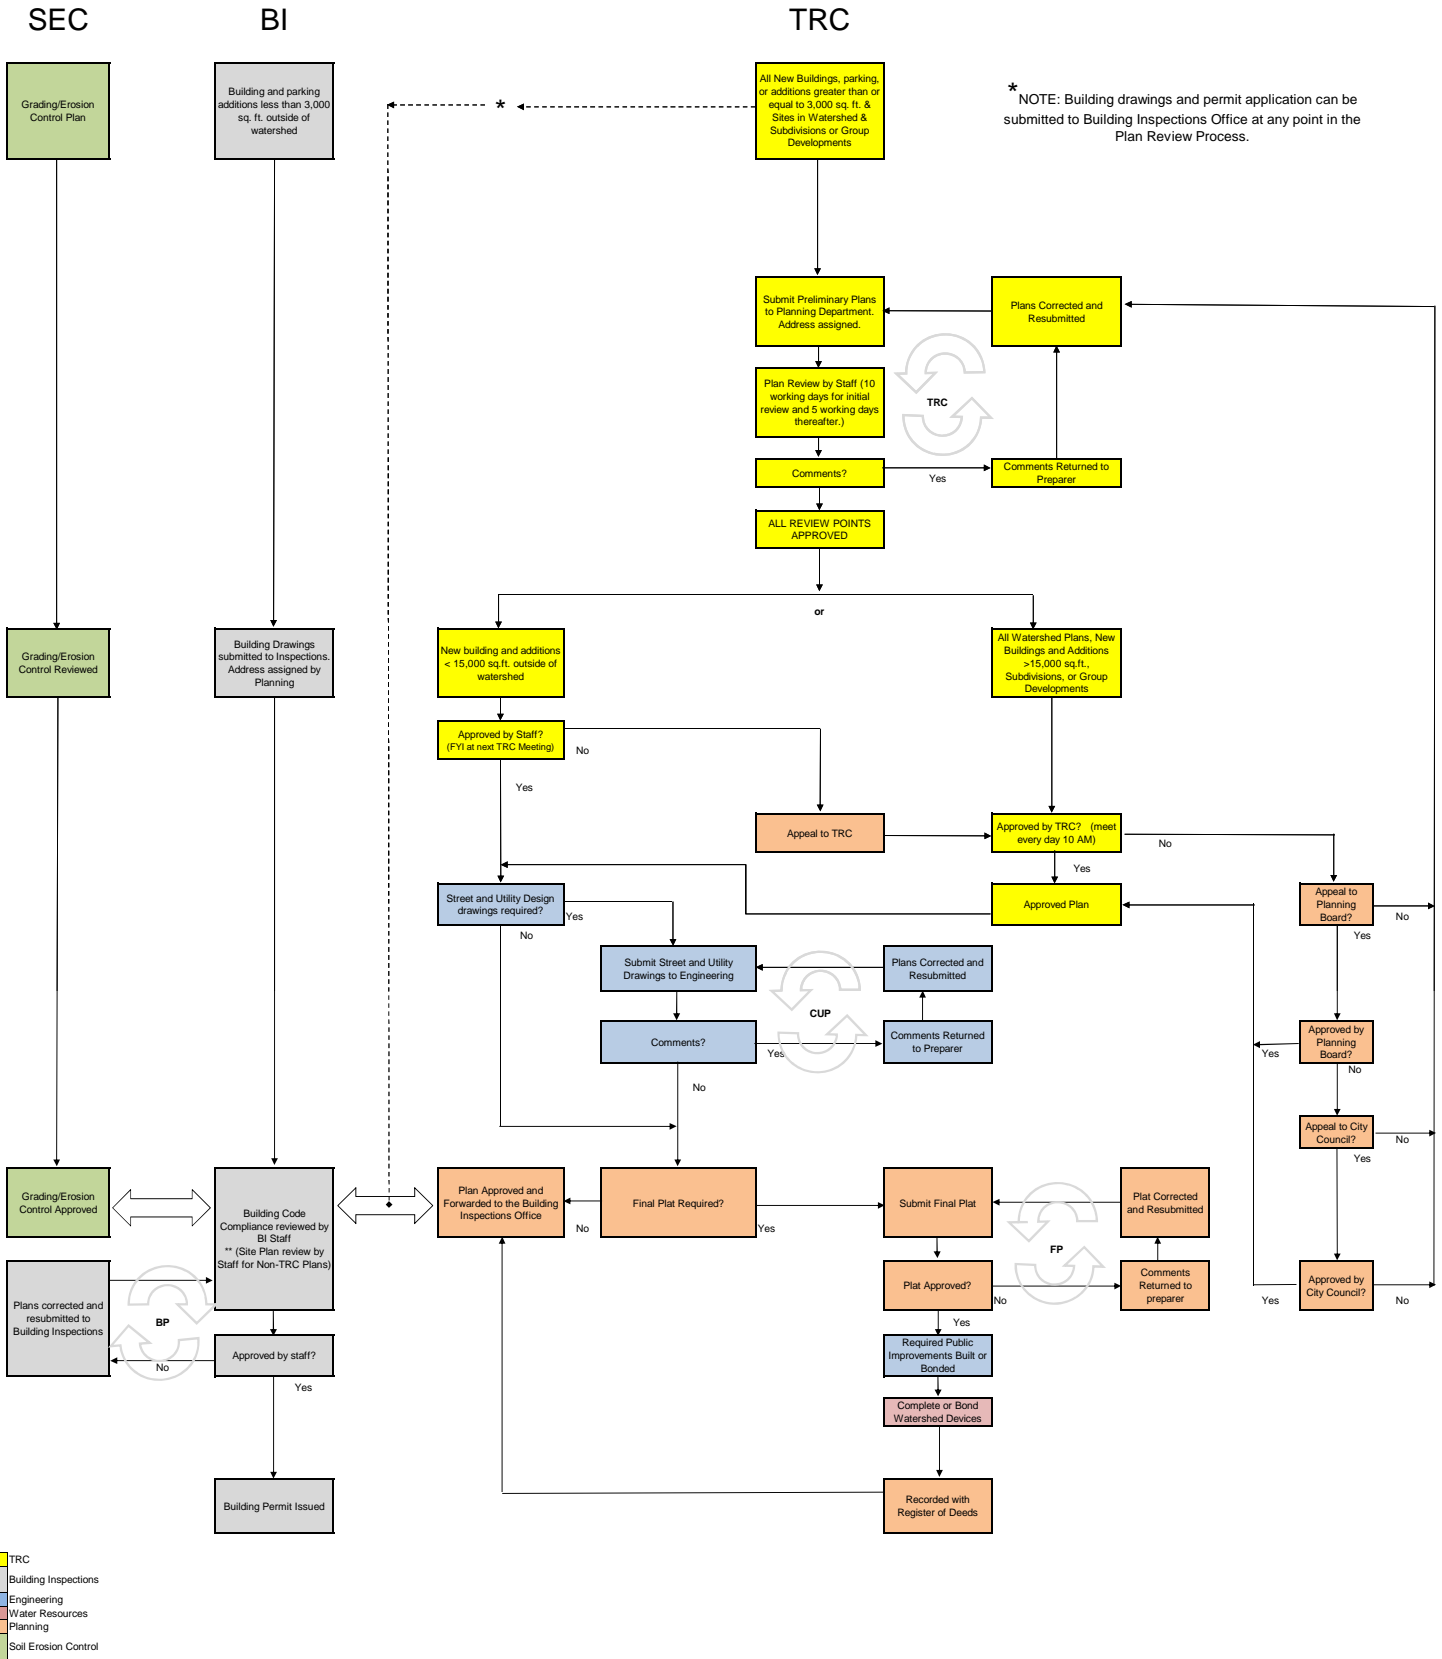 SEC
BI
TRC
Grading/Erosion
Control Plan
Building and parking
additions less than 3,000
sq. ft. outside of
watershed
*
All New Buildings, parking,
or additions greater than or
equal to 3,000 sq. ft. &
Sites in Watershed &
Subdivisions or Group
Developments
*NOTE: Building drawings and permit application can be
submitted to Building Inspections Office at any point in the
Plan Review Process.
Submit Preliminary Plans
to Planning Department.
Address assigned.
Plans Corrected and
Resubmitted
Plan Review by Staff (10
working days for initial
review and 5 working days
thereafter.)
TRC
Comments?
Yes
Comments Returned to
Preparer
ALL REVIEW POINTS
APPROVED
or
Grading/Erosion
Control Reviewed
Building Drawings
submitted to Inspections.
Address assigned by
Planning
New building and additions
< 15,000 sq.ft. outside of
watershed
All Watershed Plans, New
Buildings and Additions
>15,000 sq.ft.,
Subdivisions, or Group
Developments
Approved by Staff?
(FYI at next TRC Meeting)
No
Yes
Appeal to TRC
Approved by TRC? (meet
every day 10 AM)
No
Yes
Street and Utility Design
drawings required?
Yes
No
Approved Plan
Appeal to
Planning
Board?
No
Yes
Submit Street and Utility
Drawings to Engineering
Plans Corrected and
Resubmitted
CUP
Comments?
Yes
No
Comments Returned
to Preparer
Yes
Approved by
Planning
Board?
No
Appeal to City
Council?
No
Yes
Grading/Erosion
Control Approved
Building Code
Compliance reviewed by
BI Staff
** (Site Plan review by
Staff for Non-TRC Plans)
Plan Approved and
Forwarded to the Building
Inspections Office
No
Final Plat Required?
Yes
Submit Final Plat
Plat Corrected
and Resubmitted
FP
Plans corrected and
resubmitted to
Building Inspections
BP
Plat Approved?
No
Yes
Comments
Returned to
preparer
Yes
Approved by
City Council?
No
No
Approved by staff?
Yes
Required Public
Improvements Built or
Bonded
Complete or Bond
Watershed Devices
Building Permit Issued
Recorded with
Register of Deeds
TRC
Building Inspections
Engineering
Water Resources
Planning
Soil Erosion Control